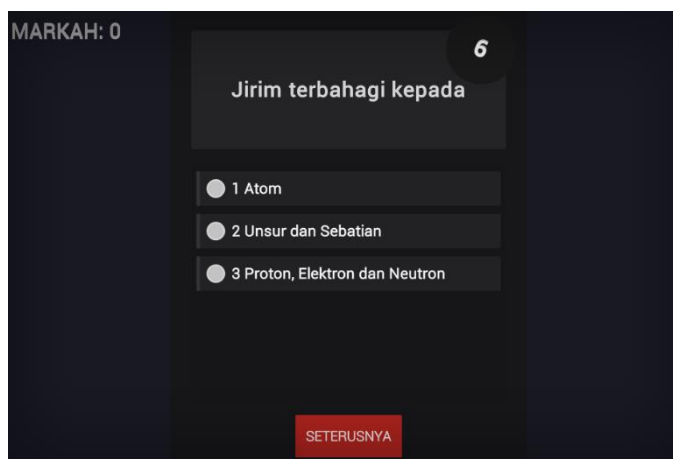 MARKAH: 0
6
Jirim terbahagi kepada
1 Atom
2 Unsur dan Sebatian
3 Proton, Elektron dan Neutron
SETERUSNYA